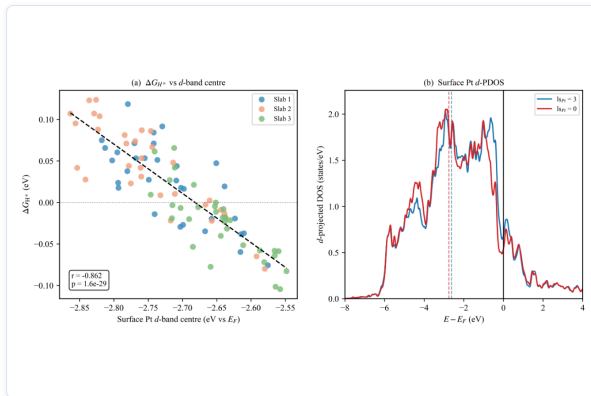 (a) ΔG_H* vs d-band centre
Slab 1
Slab 2
Slab 3
0.10
0.05
0.00
−0.05
−0.10
ΔG_H* (eV)
r = -0.862
p = 1.6e-29
−2.85 −2.80 −2.75 −2.70 −2.65 −2.60 −2.55
Surface Pt d-band centre (eV vs E_F)
(b) Surface Pt d-PDOS
Is_Pt = 3
Is_Pt = 0
2.0
1.5
1.0
0.5
0.0
d-projected DOS (states/eV)
−8 −6 −4 −2 0 2 4
E − E_F (eV)